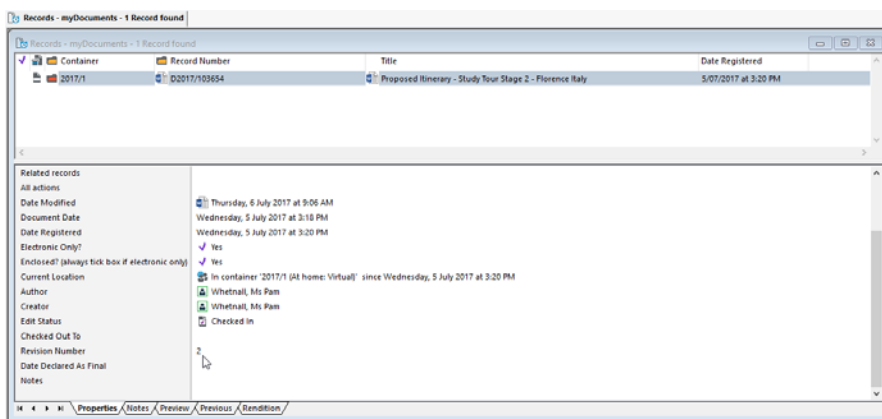 Records - myDocuments - 1 Record found
Records - myDocuments - 1 Record found
Container Record Number Title Date Registered
2017/1 D2017/103654 Proposed Itinerary - Study Tour Stage 2 - Florence Italy 5/07/2017 at 3:20 PM
Related records
All actions
Date Modified Thursday, 6 July 2017 at 9:06 AM
Document Date Wednesday, 5 July 2017 at 3:18 PM
Date Registered Wednesday, 5 July 2017 at 3:20 PM
Electronic Only? Yes
Enclosed? (always tick box if electronic only) Yes
Current Location In container '2017/1 (At home: Virtual)' since Wednesday, 5 July 2017 at 3:20 PM
Author Whetnall, Ms Pam
Creator Whetnall, Ms Pam
Edit Status Checked In
Checked Out To
Revision Number 2
Date Declared As Final
Notes
Properties Notes Preview Previous Rendition